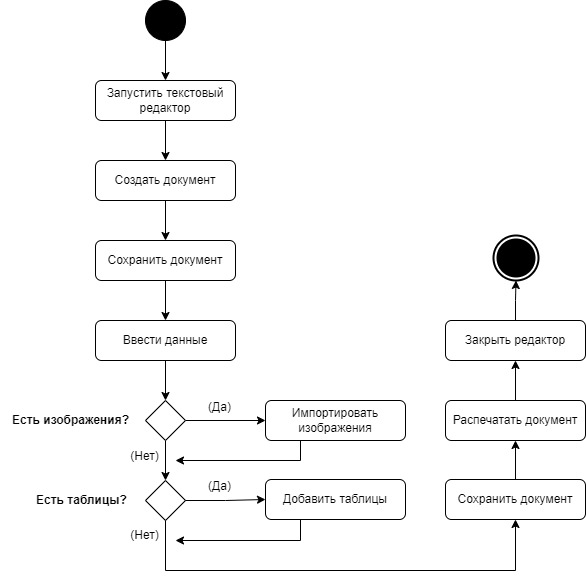 Запустить текстовый
редактор
Создать документ
Сохранить документ
Ввести данные
Есть изображения?
(Да)
Импортировать
изображения
(Нет)
Есть таблицы?
(Да)
Добавить таблицы
(Нет)
Сохранить документ
Распечатать документ
Закрыть редактор